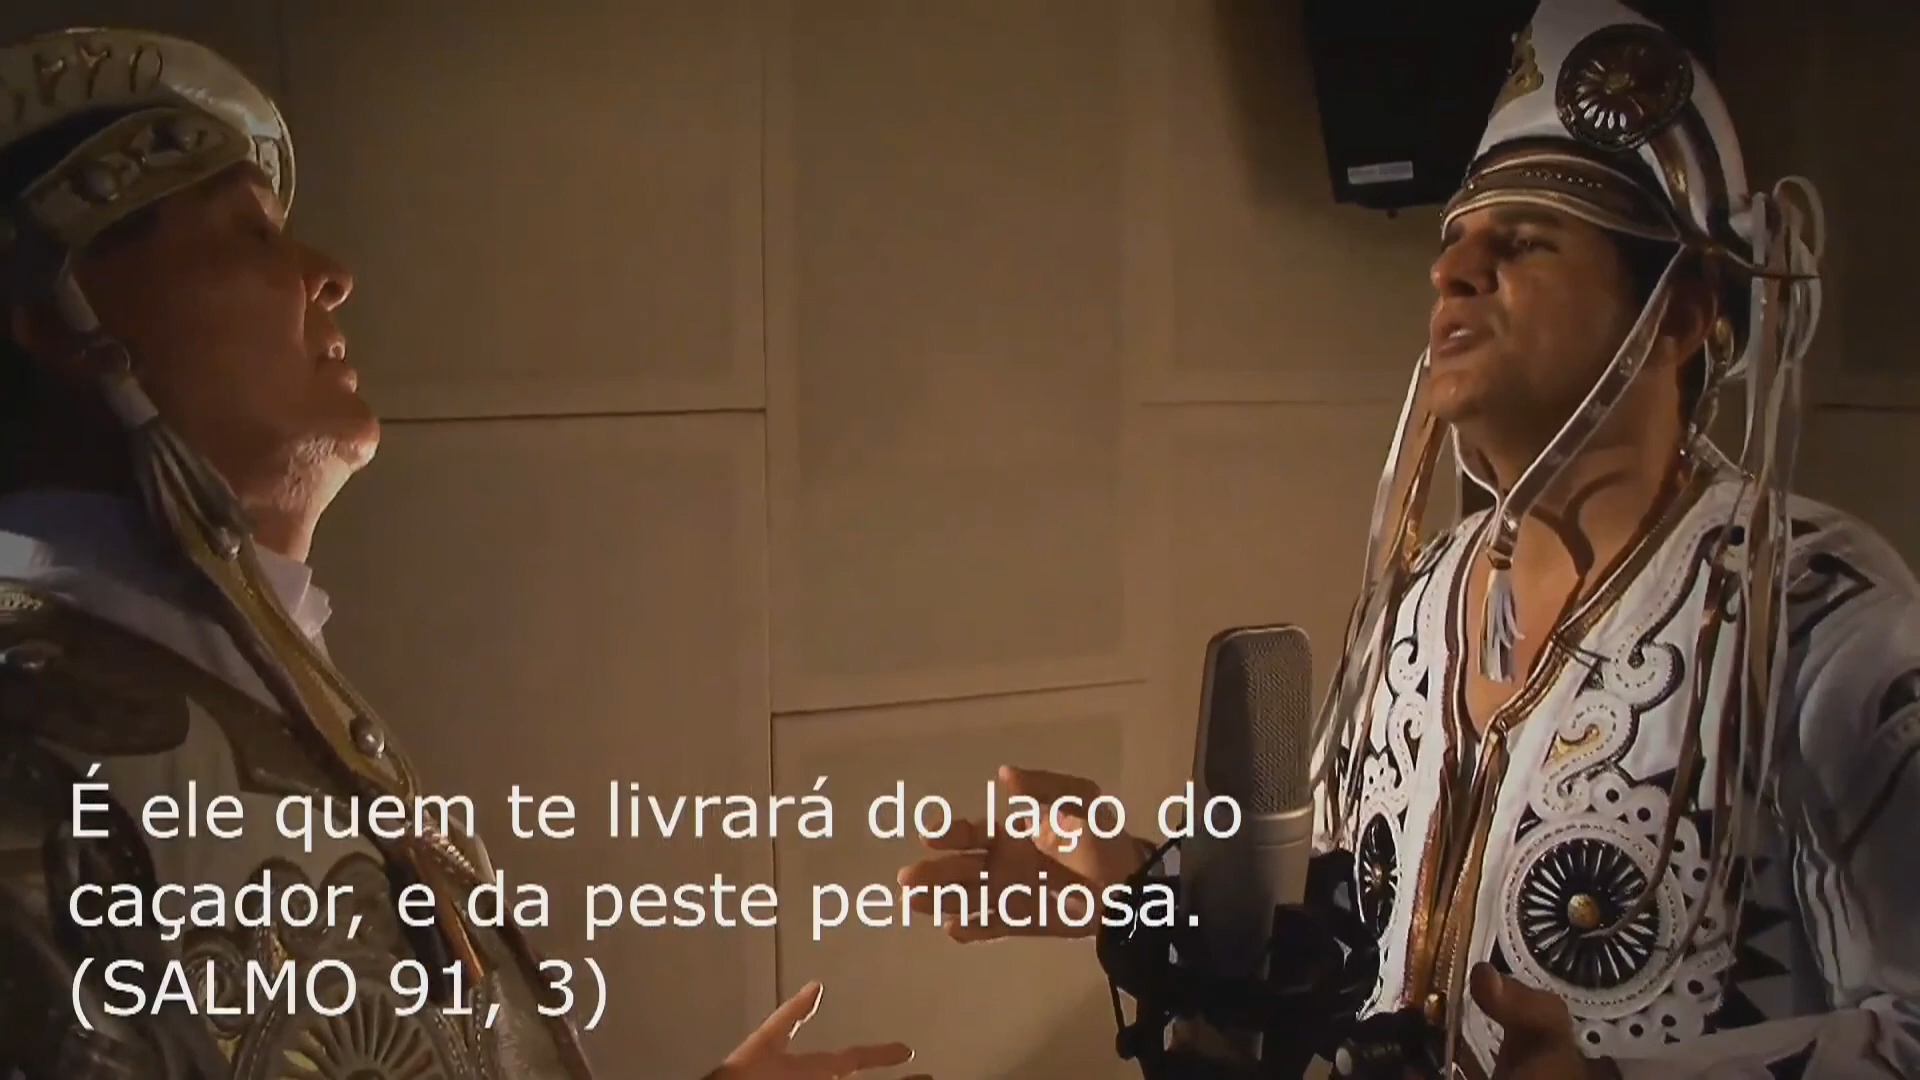 É ele quem te livrará do laço do
caçador, e da peste perniciosa.
(SALMO 91, 3)